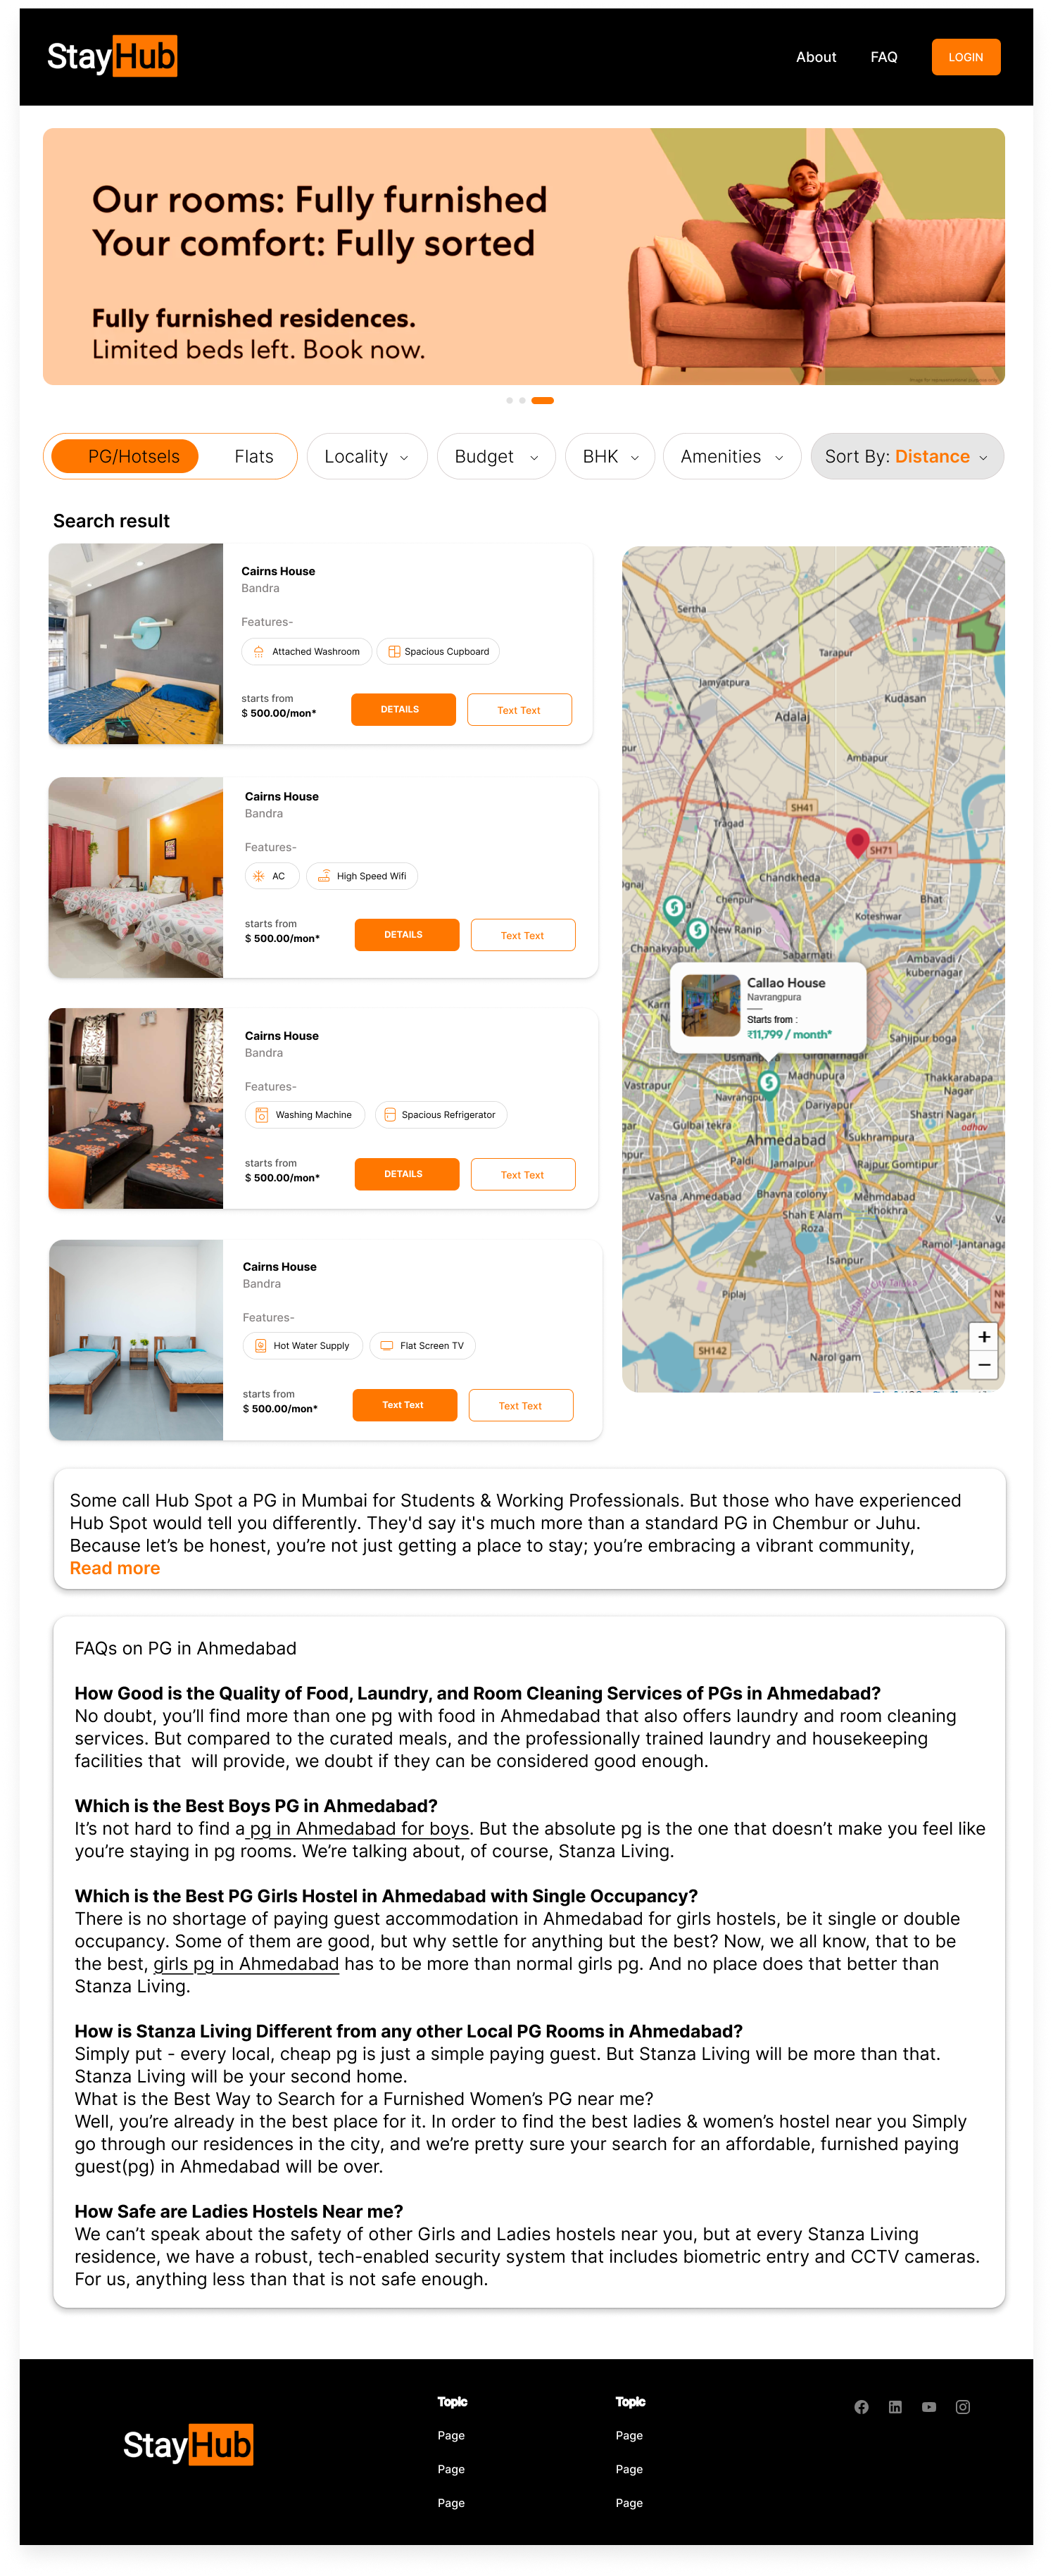 StayHub
About FAQ LOGIN
Our rooms: Fully furnished
Your comfort: Fully sorted
Fully furnished residences.
Limited beds left. Book now.
PG/Hotsels Flats Locality Budget BHK Amenities Sort By: Distance
Search result
Cairns House
Bandra
Features-
Attached Washroom Spacious Cupboard
starts from
$ 500.00/mon*
DETAILS Text Text
Cairns House
Bandra
Features-
AC High Speed Wifi
starts from
$ 500.00/mon*
DETAILS Text Text
Cairns House
Bandra
Features-
Washing Machine Spacious Refrigerator
starts from
$ 500.00/mon*
DETAILS Text Text
Cairns House
Bandra
Features-
Hot Water Supply Flat Screen TV
starts from
$ 500.00/mon*
Text Text Text Text
Sertha
Tarapur
Jamyatpura
Kudasan
Adalaj
pur
Ambapur
SH41
Tragad
SH71
Chandkheda
Chenpur
Bhat
Koteshwar
New Ranip
Chanakyapuri
Sabarmati
Ambavadi /
kubernagar
Callao House
Navrangpura
Starts from :
₹11,799 / month*
Sahijpur boga
Usmanpura
Girdharnagar
Madhupura
Vastrapur
Thakkarabapa
Nagar
Navrangpura
Dariyapur
Shastri Nagar
odhav
Gulbai tekra
Ahmedabad
Sukhrampura
Paldi
Jamalpur
Rajpur Gomtipur
Vasna ,Ahmedabad
Bhavna colony
Mehmdabad
- Khokhra
Shah E Alam
Roza
Ramol -Jantanaga
Isanpur
City Taluka
Piplaj
SH142
Narol gam
+
−
Some call Hub Spot a PG in Mumbai for Students & Working Professionals. But those who have experienced
Hub Spot would tell you differently. They'd say it's much more than a standard PG in Chembur or Juhu.
Because let’s be honest, you’re not just getting a place to stay; you’re embracing a vibrant community,
Read more
FAQs on PG in Ahmedabad
How Good is the Quality of Food, Laundry, and Room Cleaning Services of PGs in Ahmedabad?
No doubt, you’ll find more than one pg with food in Ahmedabad that also offers laundry and room cleaning
services. But compared to the curated meals, and the professionally trained laundry and housekeeping
facilities that  will provide, we doubt if they can be considered good enough.
Which is the Best Boys PG in Ahmedabad?
It’s not hard to find a pg in Ahmedabad for boys. But the absolute pg is the one that doesn’t make you feel like
you’re staying in pg rooms. We’re talking about, of course, Stanza Living.
Which is the Best PG Girls Hostel in Ahmedabad with Single Occupancy?
There is no shortage of paying guest accommodation in Ahmedabad for girls hostels, be it single or double
occupancy. Some of them are good, but why settle for anything but the best? Now, we all know, that to be
the best, girls pg in Ahmedabad has to be more than normal girls pg. And no place does that better than
Stanza Living.
How is Stanza Living Different from any other Local PG Rooms in Ahmedabad?
Simply put - every local, cheap pg is just a simple paying guest. But Stanza Living will be more than that.
Stanza Living will be your second home.
What is the Best Way to Search for a Furnished Women’s PG near me?
Well, you’re already in the best place for it. In order to find the best ladies & women’s hostel near you Simply
go through our residences in the city, and we’re pretty sure your search for an affordable, furnished paying
guest(pg) in Ahmedabad will be over.
How Safe are Ladies Hostels Near me?
We can’t speak about the safety of other Girls and Ladies hostels near you, but at every Stanza Living
residence, we have a robust, tech-enabled security system that includes biometric entry and CCTV cameras.
For us, anything less than that is not safe enough.
StayHub
Topic Topic
Page Page
Page Page
Page Page